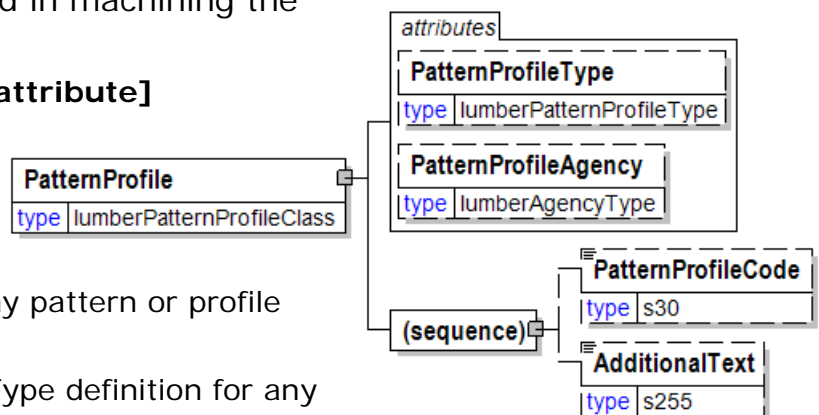 d in machining the
attribute]
y pattern or profile
Type definition for any
attributes
PatternProfileType
type lumberPatternProfileType
PatternProfileAgency
type lumberAgencyType
PatternProfile
type lumberPatternProfileClass
(sequence)
PatternProfileCode
type s30
AdditionalText
type s255